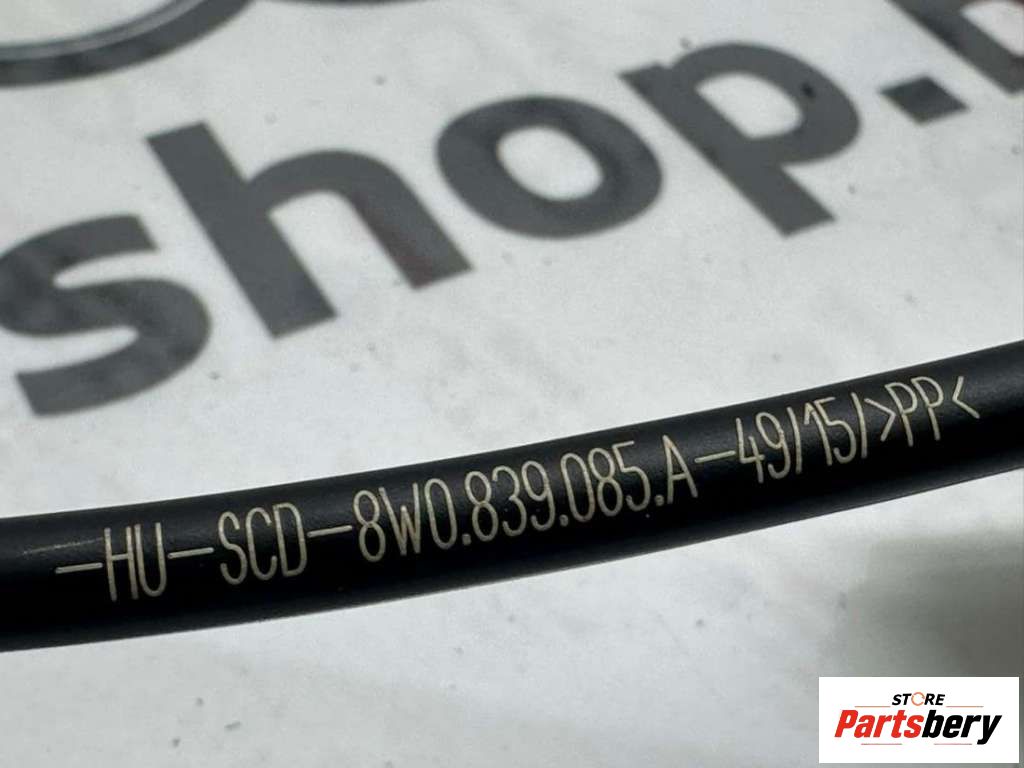 shop.
-HU-SCD-8W0.839.085.A-49/15/>PP<
STORE
Partsbery